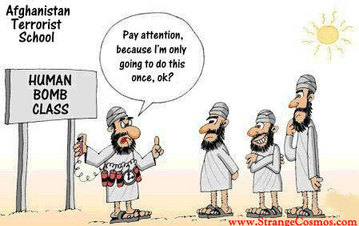 Afghanistan
Terrorist
School
Pay attention,
because I'm only
going to do this
once, ok?
HUMAN
BOMB
CLASS
www.StrangeCosmos.com